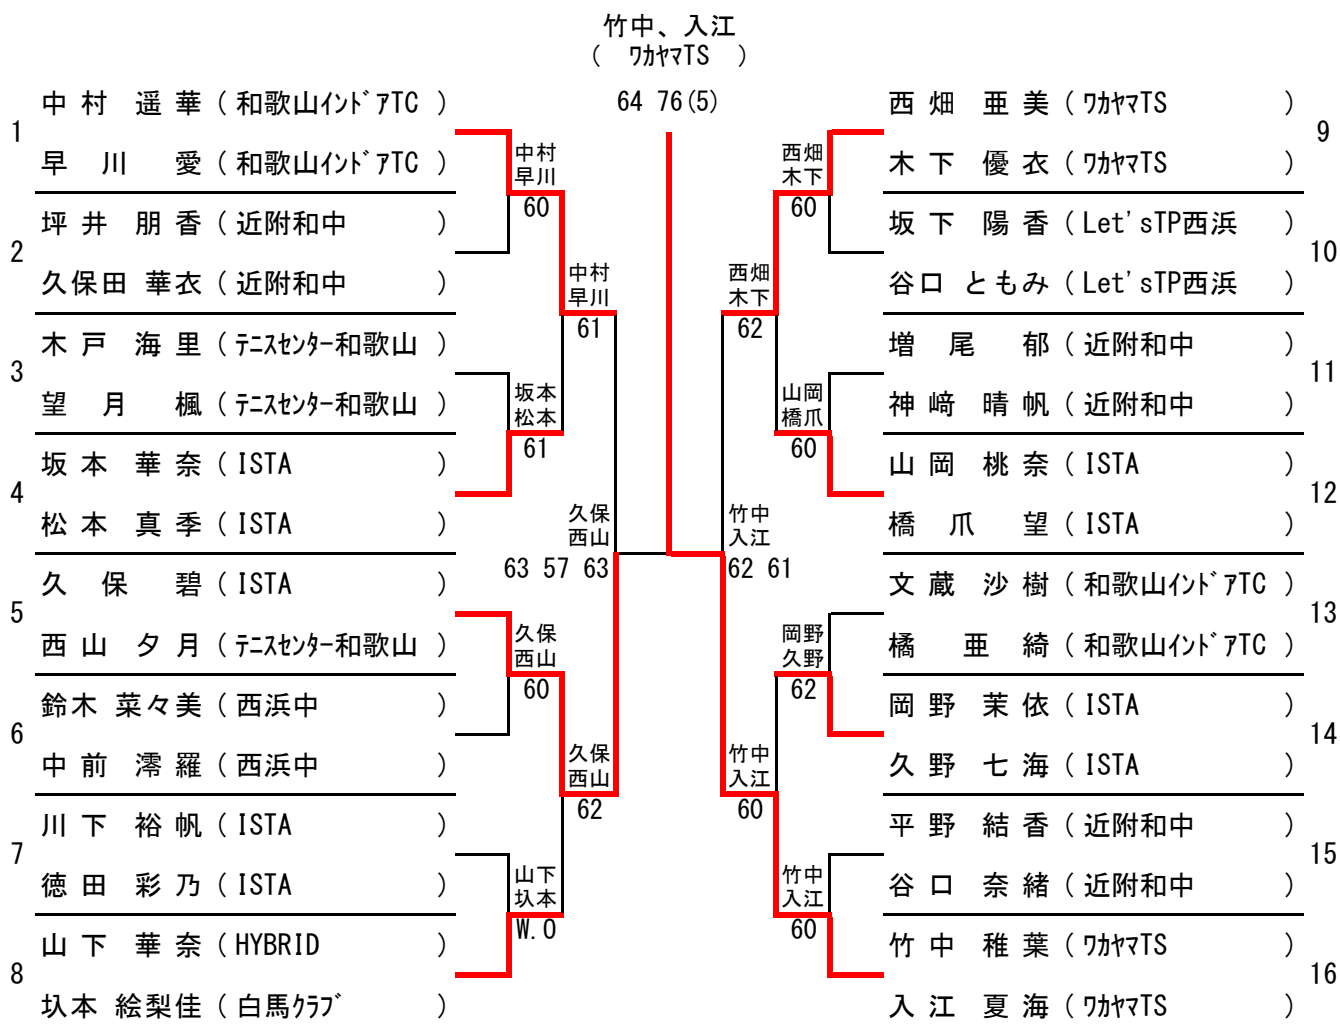 竹中、入江
( ﾜｶﾔﾏTS )
64 76(5)
1
中村 遥華 ( 和歌山ｲﾝﾄﾞｱTC )
早川 愛 ( 和歌山ｲﾝﾄﾞｱTC )
2
坪井 朋香 ( 近附和中 )
久保田 華衣 ( 近附和中 )
3
木戸 海里 ( ﾃﾆｽｾﾝﾀｰ和歌山 )
望月 楓 ( ﾃﾆｽｾﾝﾀｰ和歌山 )
4
坂本 華奈 ( ISTA )
松本 真季 ( ISTA )
5
久保 碧 ( ISTA )
西山 夕月 ( ﾃﾆｽｾﾝﾀｰ和歌山 )
6
鈴木 菜々美 ( 西浜中 )
中前 澪羅 ( 西浜中 )
7
川下 裕帆 ( ISTA )
徳田 彩乃 ( ISTA )
8
山下 華奈 ( HYBRID )
圦本 絵梨佳 ( 白馬ｸﾗﾌﾞ )
中村
早川
60
坂本
松本
61
久保
西山
60
山下
圦本
W.O
中村
早川
61
久保
西山
62
久保
西山
63 57 63
竹中
入江
62 61
西畑
木下
62
竹中
入江
60
西畑
木下
60
山岡
橋爪
60
岡野
久野
62
竹中
入江
60
西畑 亜美 ( ﾜｶﾔﾏTS )
木下 優衣 ( ﾜｶﾔﾏTS )
9
坂下 陽香 ( Let'sTP西浜 )
谷口 ともみ ( Let'sTP西浜 )
10
増尾 郁 ( 近附和中 )
神﨑 晴帆 ( 近附和中 )
11
山岡 桃奈 ( ISTA )
橋爪 望 ( ISTA )
12
文蔵 沙樹 ( 和歌山ｲﾝﾄﾞｱTC )
橘 亜綺 ( 和歌山ｲﾝﾄﾞｱTC )
13
岡野 茉依 ( ISTA )
久野 七海 ( ISTA )
14
平野 結香 ( 近附和中 )
谷口 奈緒 ( 近附和中 )
15
竹中 稚葉 ( ﾜｶﾔﾏTS )
入江 夏海 ( ﾜｶﾔﾏTS )
16